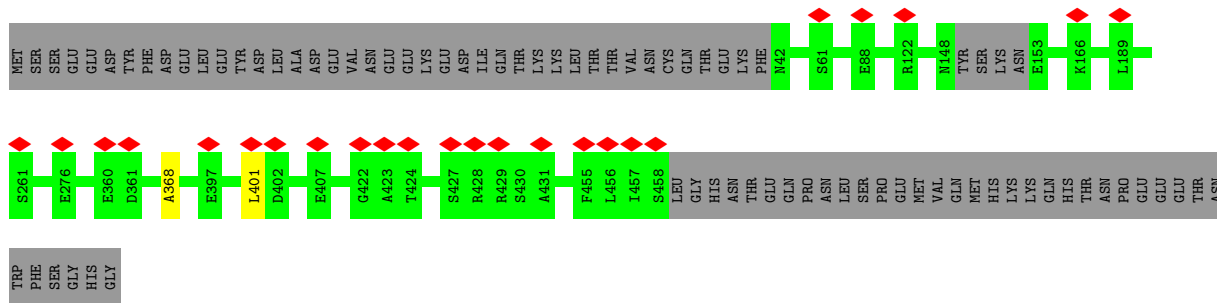 MET SER SER GLU GLU ASP TYR PHE ASP GLU LEU GLU TYR ASP LEU ALA ASP GLU VAL ASN GLU GLU LYS GLU ASP ILE GLN THR LYS LYS LEU THR THR VAL ASN CYS GLN THR GLU LYS PHE N42 S61 E88 R122 N148 TYR SER LYS ASN E153 K166 L189
S261 E276 E360 D361 A368 E397 L401 D402 E407 G422 A423 T424 S427 R428 R429 S430 A431 F455 L456 I457 S458 LEU GLY HIS ASN THR GLU GLN PRO ASN LEU SER PRO GLU MET VAL GLN MET HIS LYS LYS GLN HIS THR ASN PRO GLU GLU GLU THR ASN
TRP PHE SER GLY HIS GLY